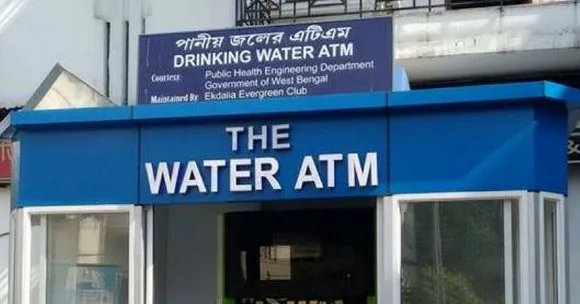 পানীয় জলের এটিএম
DRINKING WATER ATM
Courtesy: Public Health Engineering Department
Government of West Bengal
Maintained By Ekdalia Evergreen Club
THE
WATER ATM